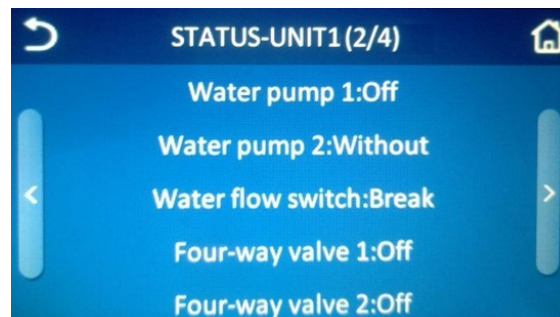 STATUS-UNIT1(2/4)
Water pump 1:Off
Water pump 2:Without
Water flow switch:Break
Four-way valve 1:Off
Four-way valve 2:Off